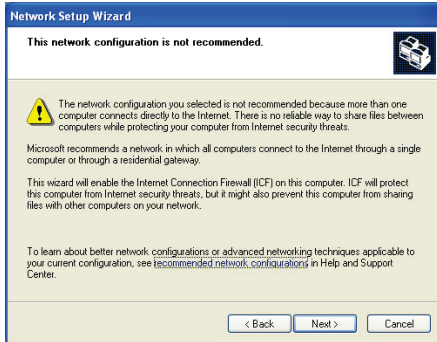 Network Setup Wizard
This network configuration is not recommended.
The network configuration you selected is not recommended because more than one
computer connects directly to the Internet. There is no reliable way to share files between
computers while protecting your computer from Internet security threats.
Microsoft recommends a network in which all computers connect to the Internet through a single
computer or through a residential gateway.
This wizard will enable the Internet Connection Firewall (ICF) on this computer. ICF will protect
this computer from Internet security threats, but it might also prevent this computer from sharing
files with other computers on your network.
To learn about better network configurations or advanced networking techniques applicable to
your current configuration, see recommended network configurations in Help and Support
Center.
< Back Next > Cancel